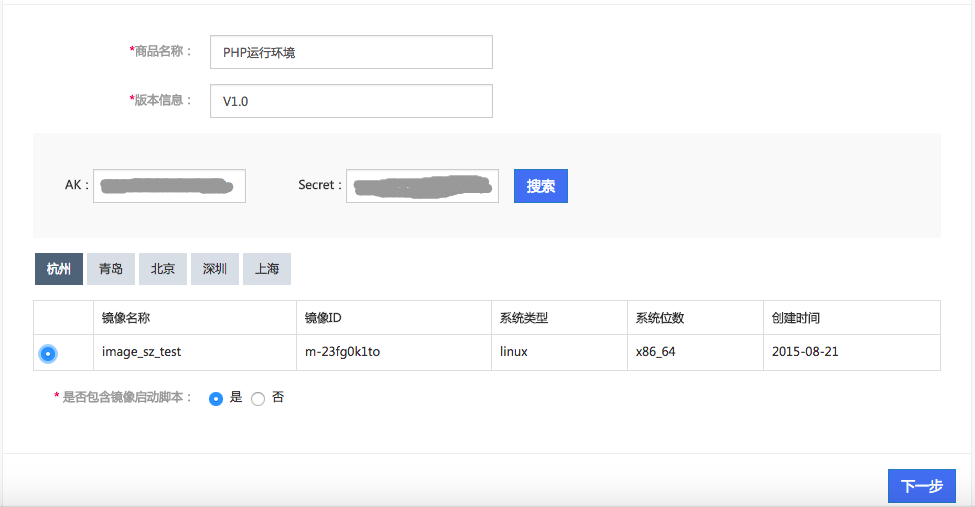 *商品名称： PHP运行环境
*版本信息： V1.0
AK： Secret： 搜索
杭州 青岛 北京 深圳 上海
镜像名称 镜像ID 系统类型 系统位数 创建时间
image_sz_test m-23fg0k1to linux x86_64 2015-08-21
* 是否包含镜像启动脚本： 是 否
下一步